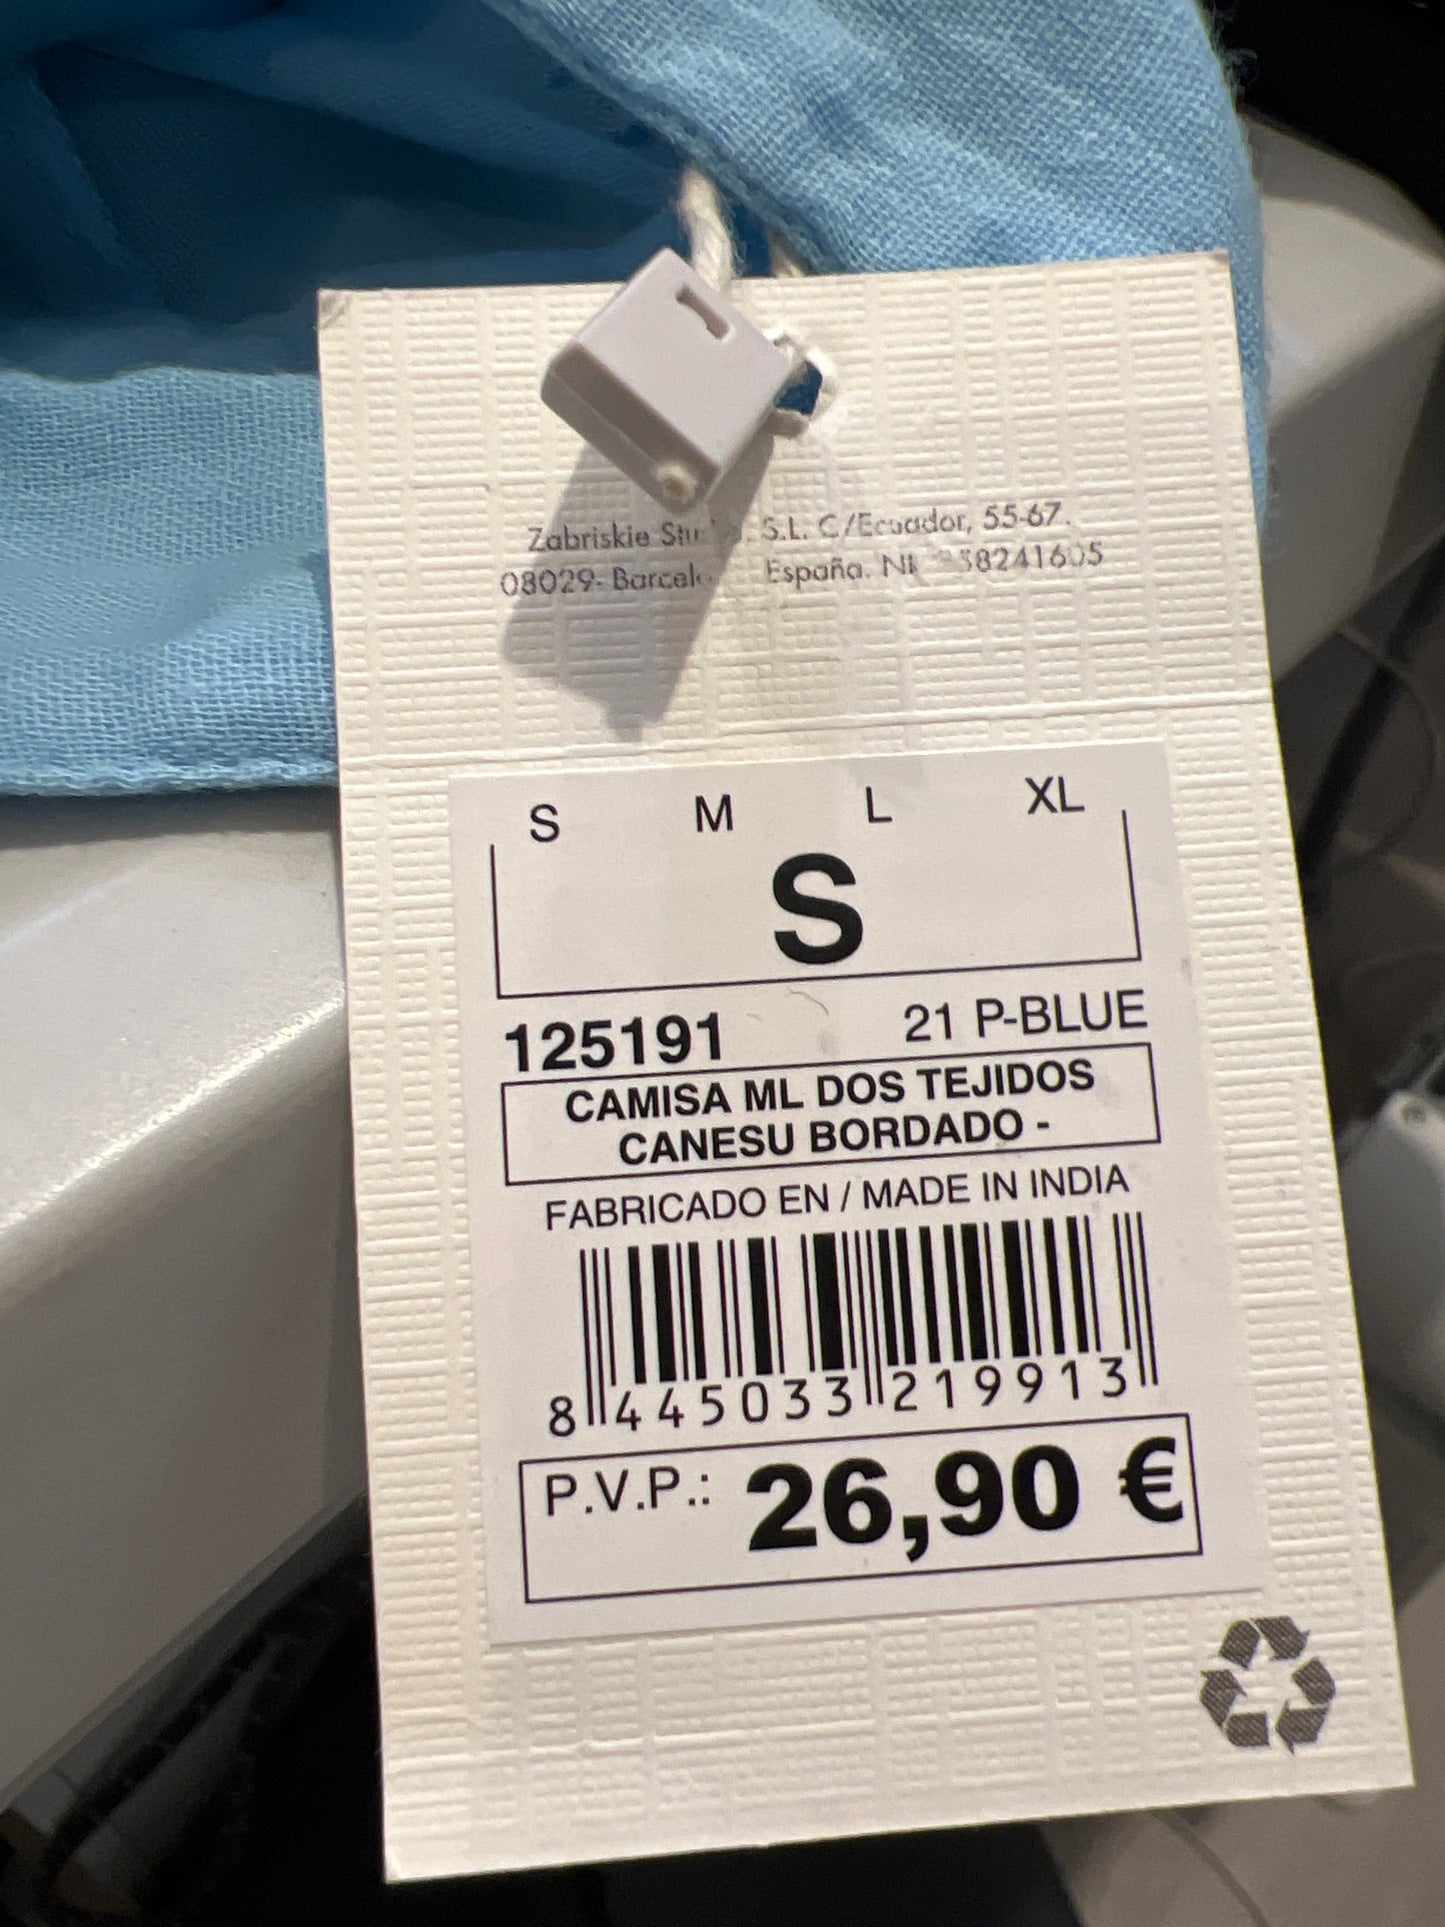 Zabriskie S.L. C/Ecuador, 55-67.
08029- España.
S M L XL
S
125191 21 P-BLUE
CAMISA ML DOS TEJIDOS
CANESU BORDADO -
FABRICADO EN / MADE IN INDIA
8 445033 219913
P.V.P.: 26,90 €